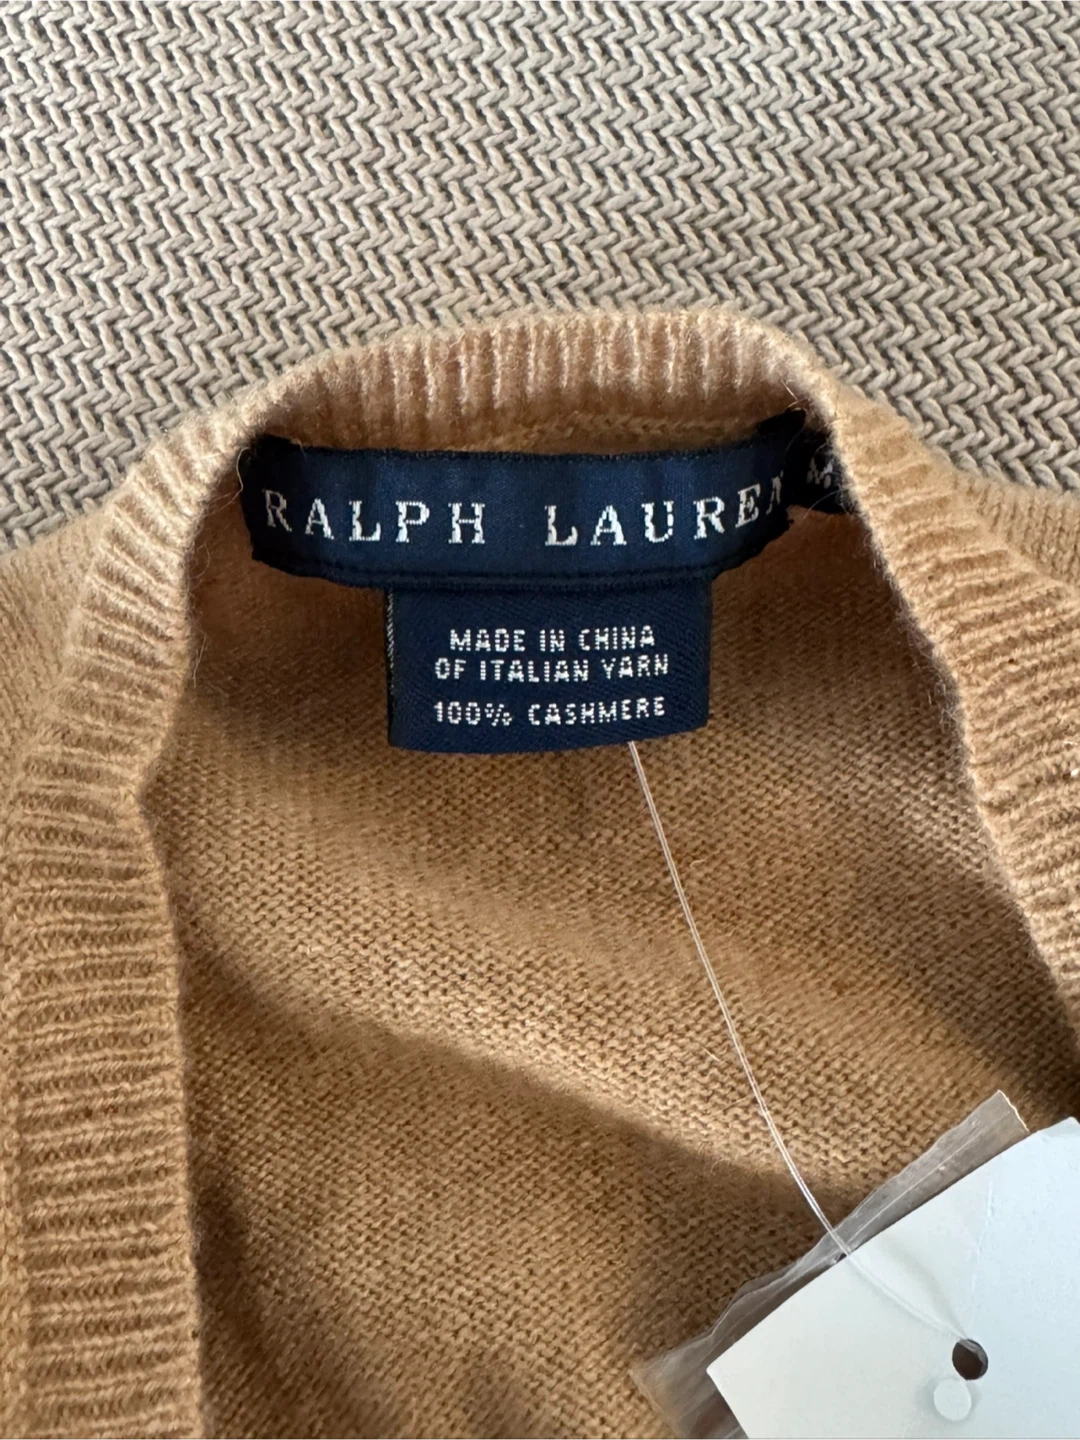 RALPH LAUREN
M
MADE IN CHINA
OF ITALIAN YARN
100% CASHMERE